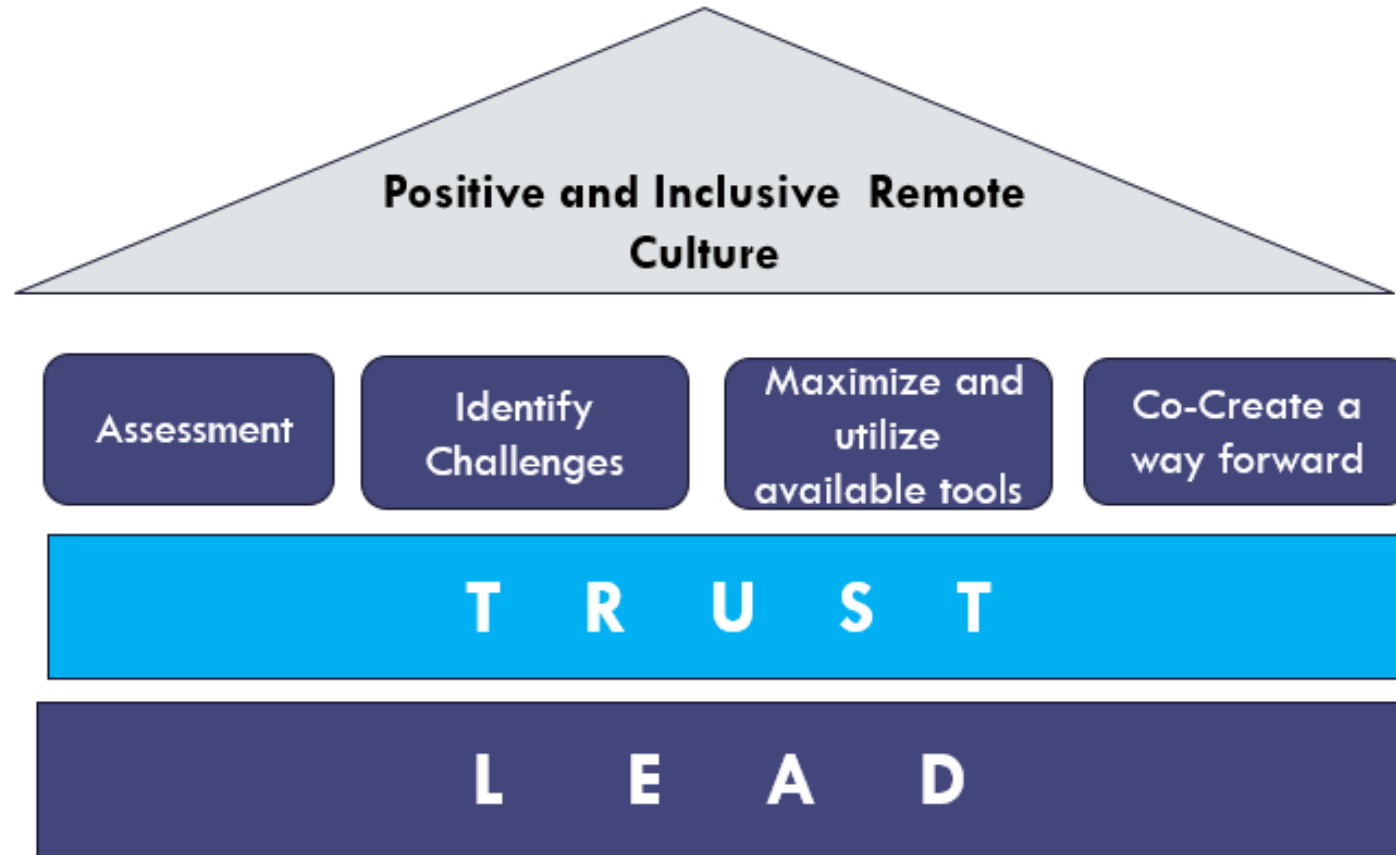 Positive and Inclusive  Remote
Culture
Assessment
Identify
Challenges
Maximize and
utilize
available tools
Co-Create a
way forward
T R U S T
L E A D